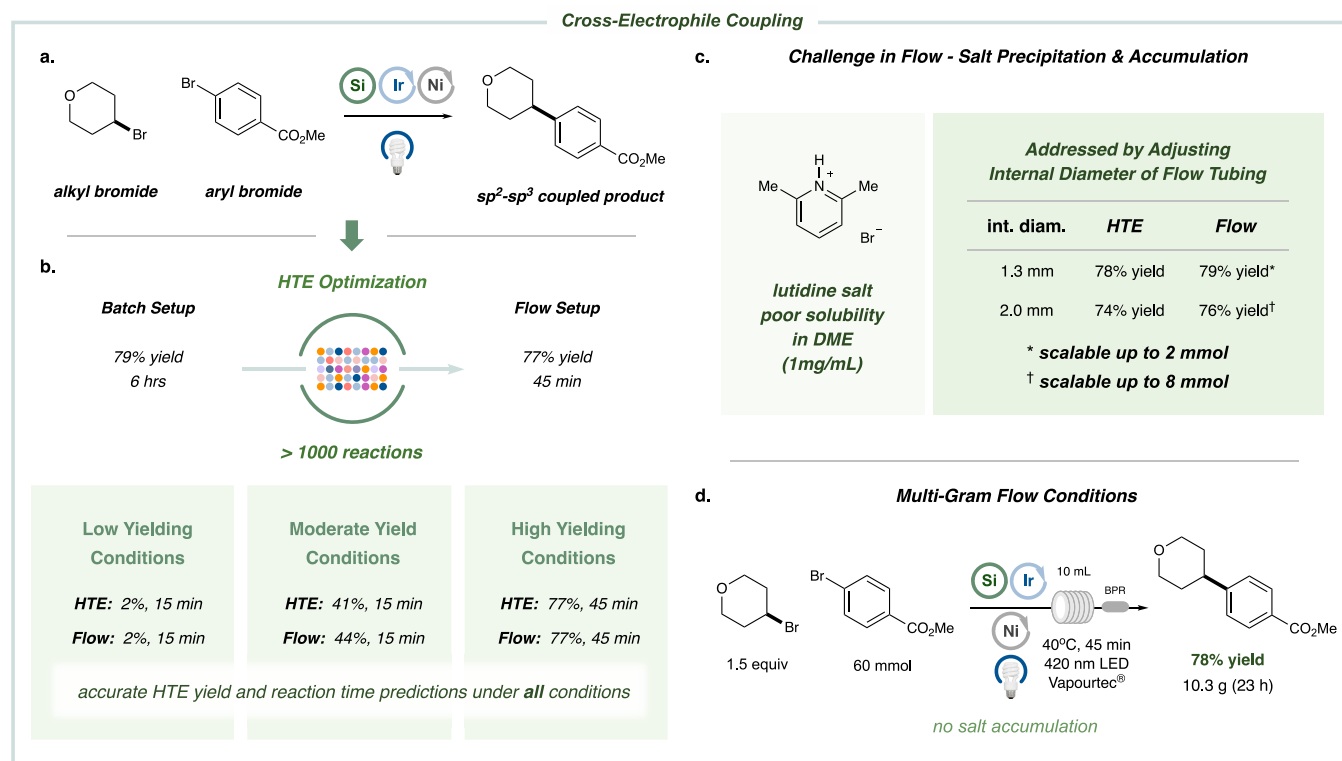 Cross-Electrophile Coupling
a.
O
Br
Br
CO2Me
Si Ir Ni
O
CO2Me
alkyl bromide
aryl bromide
sp2-sp3 coupled product
b.
HTE Optimization
Batch Setup
79% yield
6 hrs
Flow Setup
77% yield
45 min
> 1000 reactions
Low Yielding
Conditions
HTE: 2%, 15 min
Flow: 2%, 15 min
Moderate Yield
Conditions
HTE: 41%, 15 min
Flow: 44%, 15 min
High Yielding
Conditions
HTE: 77%, 45 min
Flow: 77%, 45 min
accurate HTE yield and reaction time predictions under all conditions
c.
Challenge in Flow - Salt Precipitation & Accumulation
H
Me N+ Me
Br−
lutidine salt
poor solubility
in DME
(1mg/mL)
Addressed by Adjusting
Internal Diameter of Flow Tubing
int. diam. HTE Flow
1.3 mm 78% yield 79% yield*
2.0 mm 74% yield 76% yield†
* scalable up to 2 mmol
† scalable up to 8 mmol
d.
Multi-Gram Flow Conditions
O
Br
1.5 equiv
Br
CO2Me
60 mmol
Si Ir
10 mL
BPR
Ni
40ºC, 45 min
420 nm LED
Vapourtec®
O
CO2Me
78% yield
10.3 g (23 h)
no salt accumulation